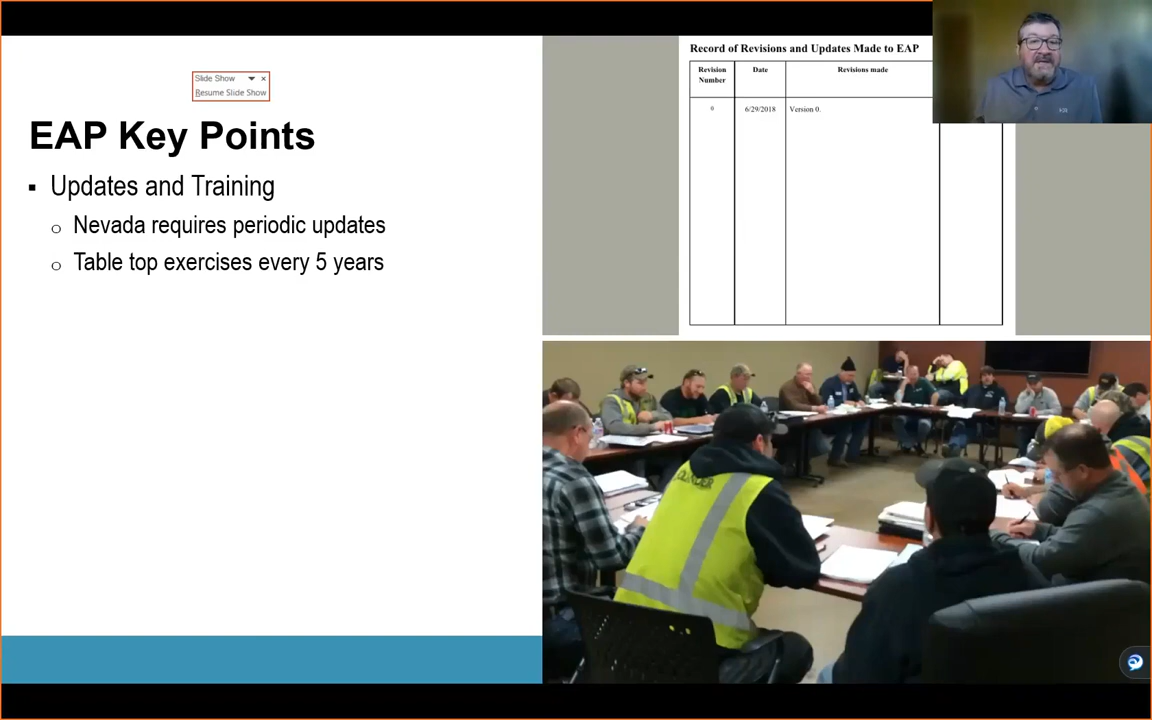 Slide Show
Resume Slide Show
EAP Key Points
Updates and Training
Nevada requires periodic updates
Table top exercises every 5 years
Record of Revisions and Updates Made to EAP
Revision Number
Date
Revisions made
0
6/29/2018
Version 0.